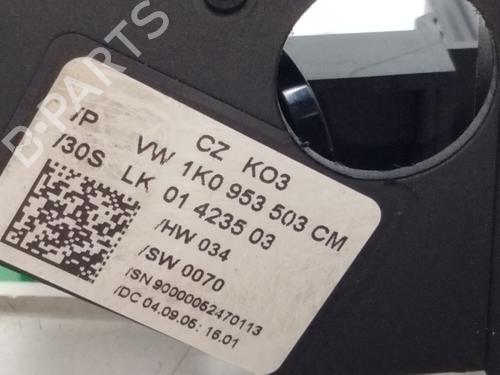 B-PARTS
CZ KO3
/P VW 1K0 953 503 CM
/30S LK 01 4235 03
/HW 034
/SW 0070
/SN 90000062470113
/DC 04.09.06: 16.01